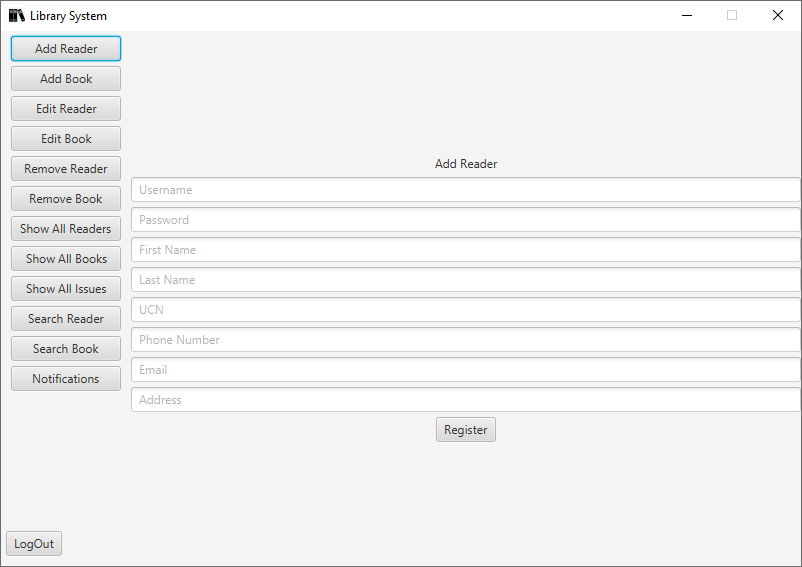 Library System
Add Reader
Add Book
Edit Reader
Edit Book
Remove Reader
Remove Book
Show All Readers
Show All Books
Show All Issues
Search Reader
Search Book
Notifications
LogOut
Add Reader
Username
Password
First Name
Last Name
UCN
Phone Number
Email
Address
Register